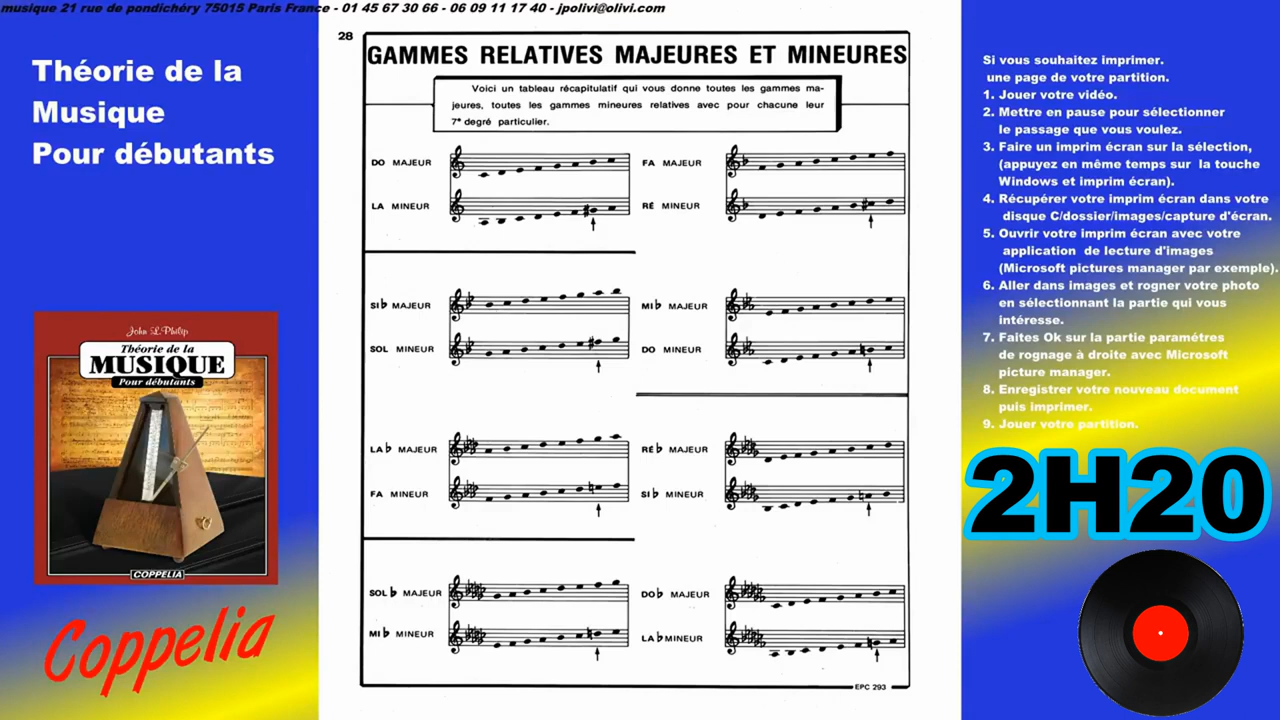 musique 21 rue de pondichéry 75015 Paris France - 01 45 67 30 66 - 06 09 11 17 40 - jpolivi@olivi.com
Théorie de la
Musique
Pour débutants
John L. Philip
Théorie de la
MUSIQUE
Pour débutants
COPPELIA
Coppelia
28
GAMMES RELATIVES MAJEURES ET MINEURES
Voici un tableau récapitulatif qui vous donne toutes les gammes ma-
jeures, toutes les gammes mineures relatives avec pour chacune leur
7e degré particulier.
DO MAJEUR
FA MAJEUR
LA MINEUR
RÉ MINEUR
SI♭ MAJEUR
MI♭ MAJEUR
SOL MINEUR
DO MINEUR
LA♭ MAJEUR
RÉ♭ MAJEUR
FA MINEUR
SI♭ MINEUR
SOL♭ MAJEUR
DO♭ MAJEUR
MI♭ MINEUR
LA♭ MINEUR
EPC 293
Si vous souhaitez imprimer.
une page de votre partition.
1. Jouer votre vidéo.
2. Mettre en pause pour sélectionner
le passage que vous voulez.
3. Faire un imprim écran sur la sélection,
(appuyez en même temps sur la touche
Windows et imprim écran).
4. Récupérer votre imprim écran dans votre
disque C/dossier/images/capture d'écran.
5. Ouvrir votre imprim écran avec votre
application de lecture d'images
(Microsoft pictures manager par exemple).
6. Aller dans images et rogner votre photo
en sélectionnant la partie qui vous
intéresse.
7. Faites Ok sur la partie paramétres
de rognage à droite avec Microsoft
picture manager.
8. Enregistrer votre nouveau document
puis imprimer.
9. Jouer votre partition.
2H20